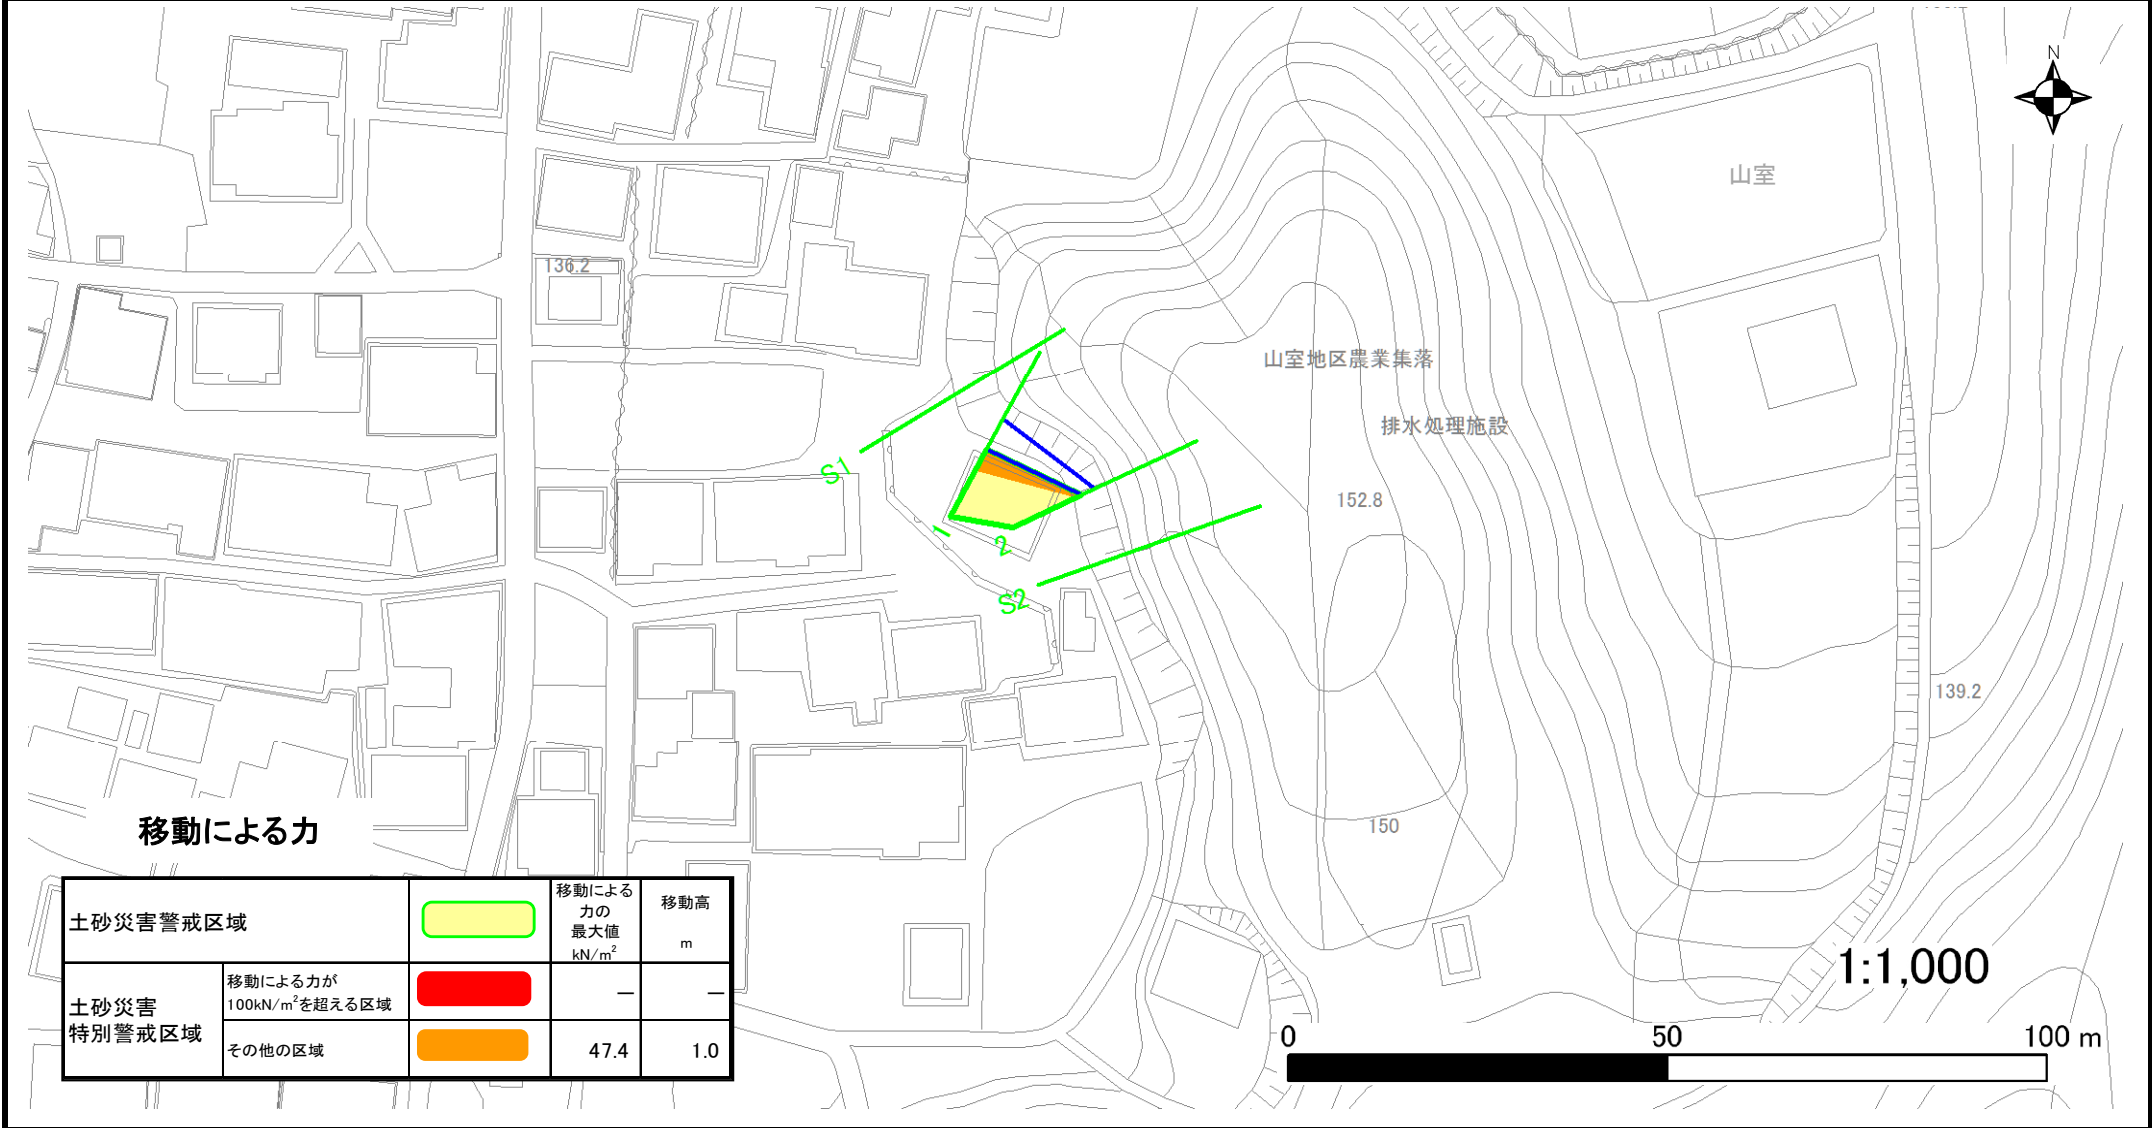 N
山室
136.2
山室地区農業集落
排水処理施設
S1
152.8
1
2
S2
139.2
150
移動による力
土砂災害警戒区域
移動による
力の
最大値
kN/m²
移動高
m
土砂災害
特別警戒区域
移動による力が
100kN/m²を超える区域
—
—
その他の区域
47.4
1.0
1:1,000
0
50
100 m